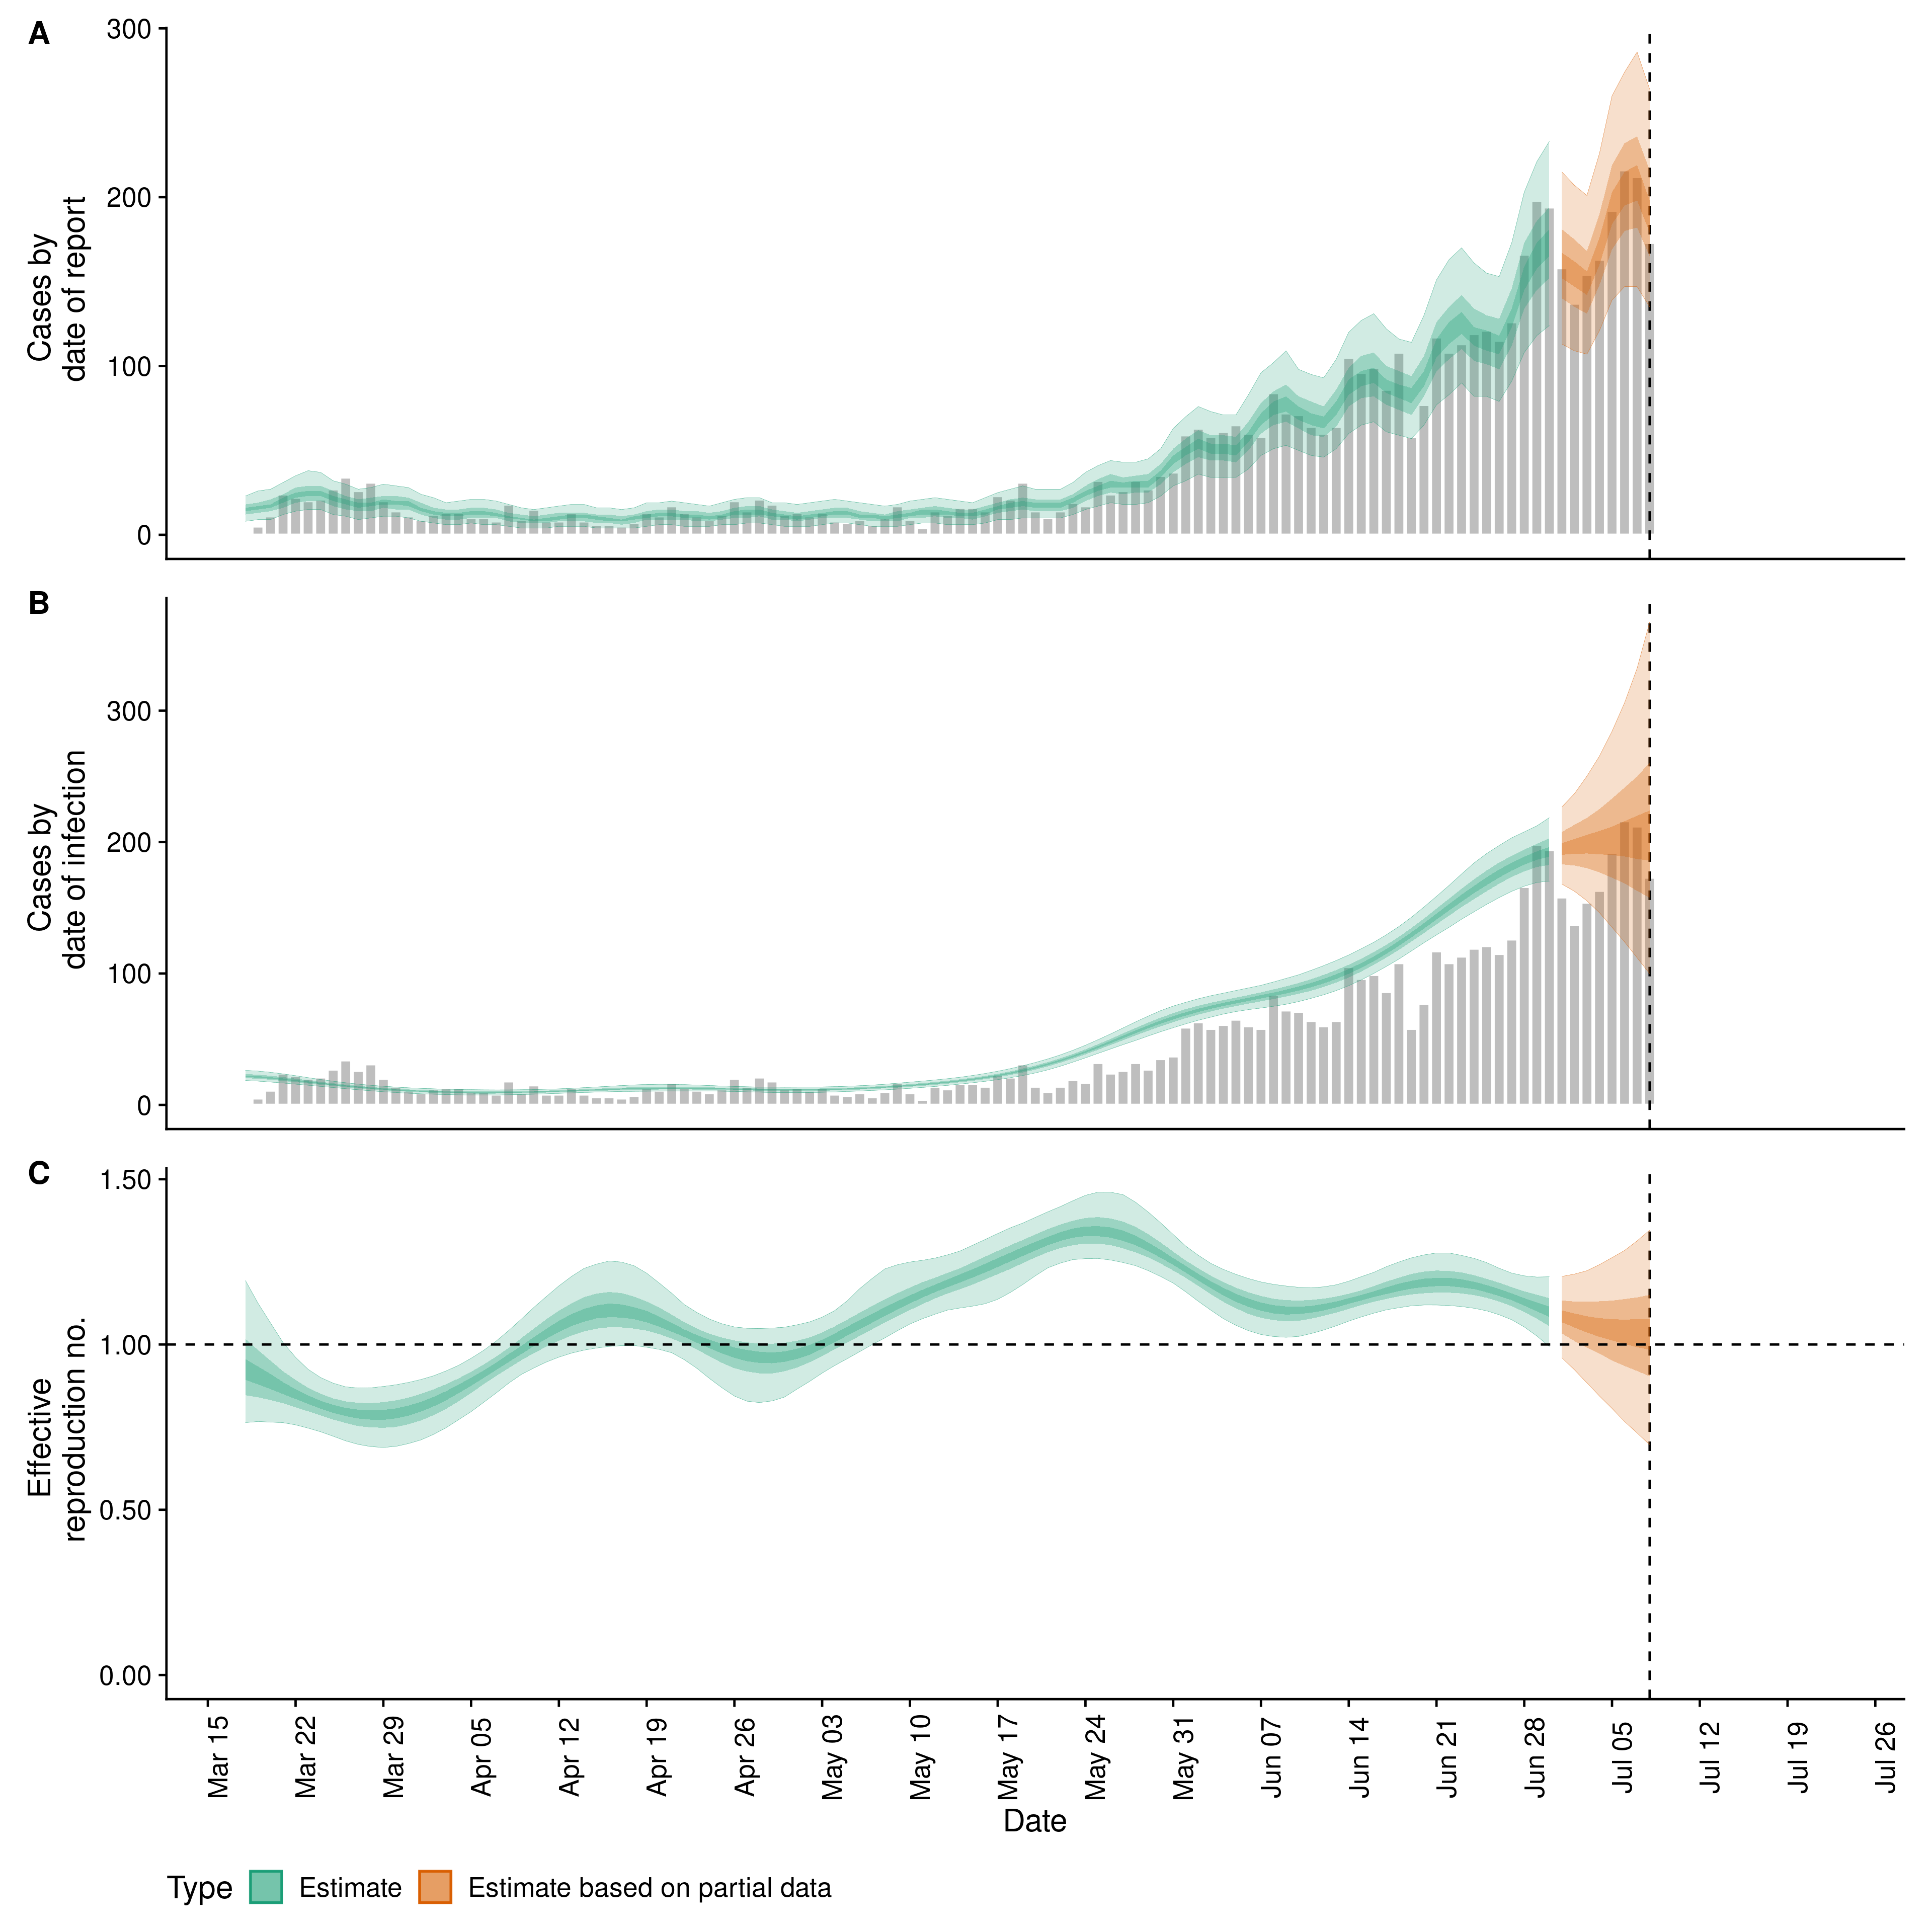 A
Cases by
date of report
300
200
100
0
B
Cases by
date of infection
300
200
100
0
C
Effective
reproduction no.
1.50
1.00
0.50
0.00
Mar 15
Mar 22
Mar 29
Apr 05
Apr 12
Apr 19
Apr 26
May 03
May 10
May 17
May 24
May 31
Jun 07
Jun 14
Jun 21
Jun 28
Jul 05
Jul 12
Jul 19
Jul 26
Date
Type Estimate Estimate based on partial data